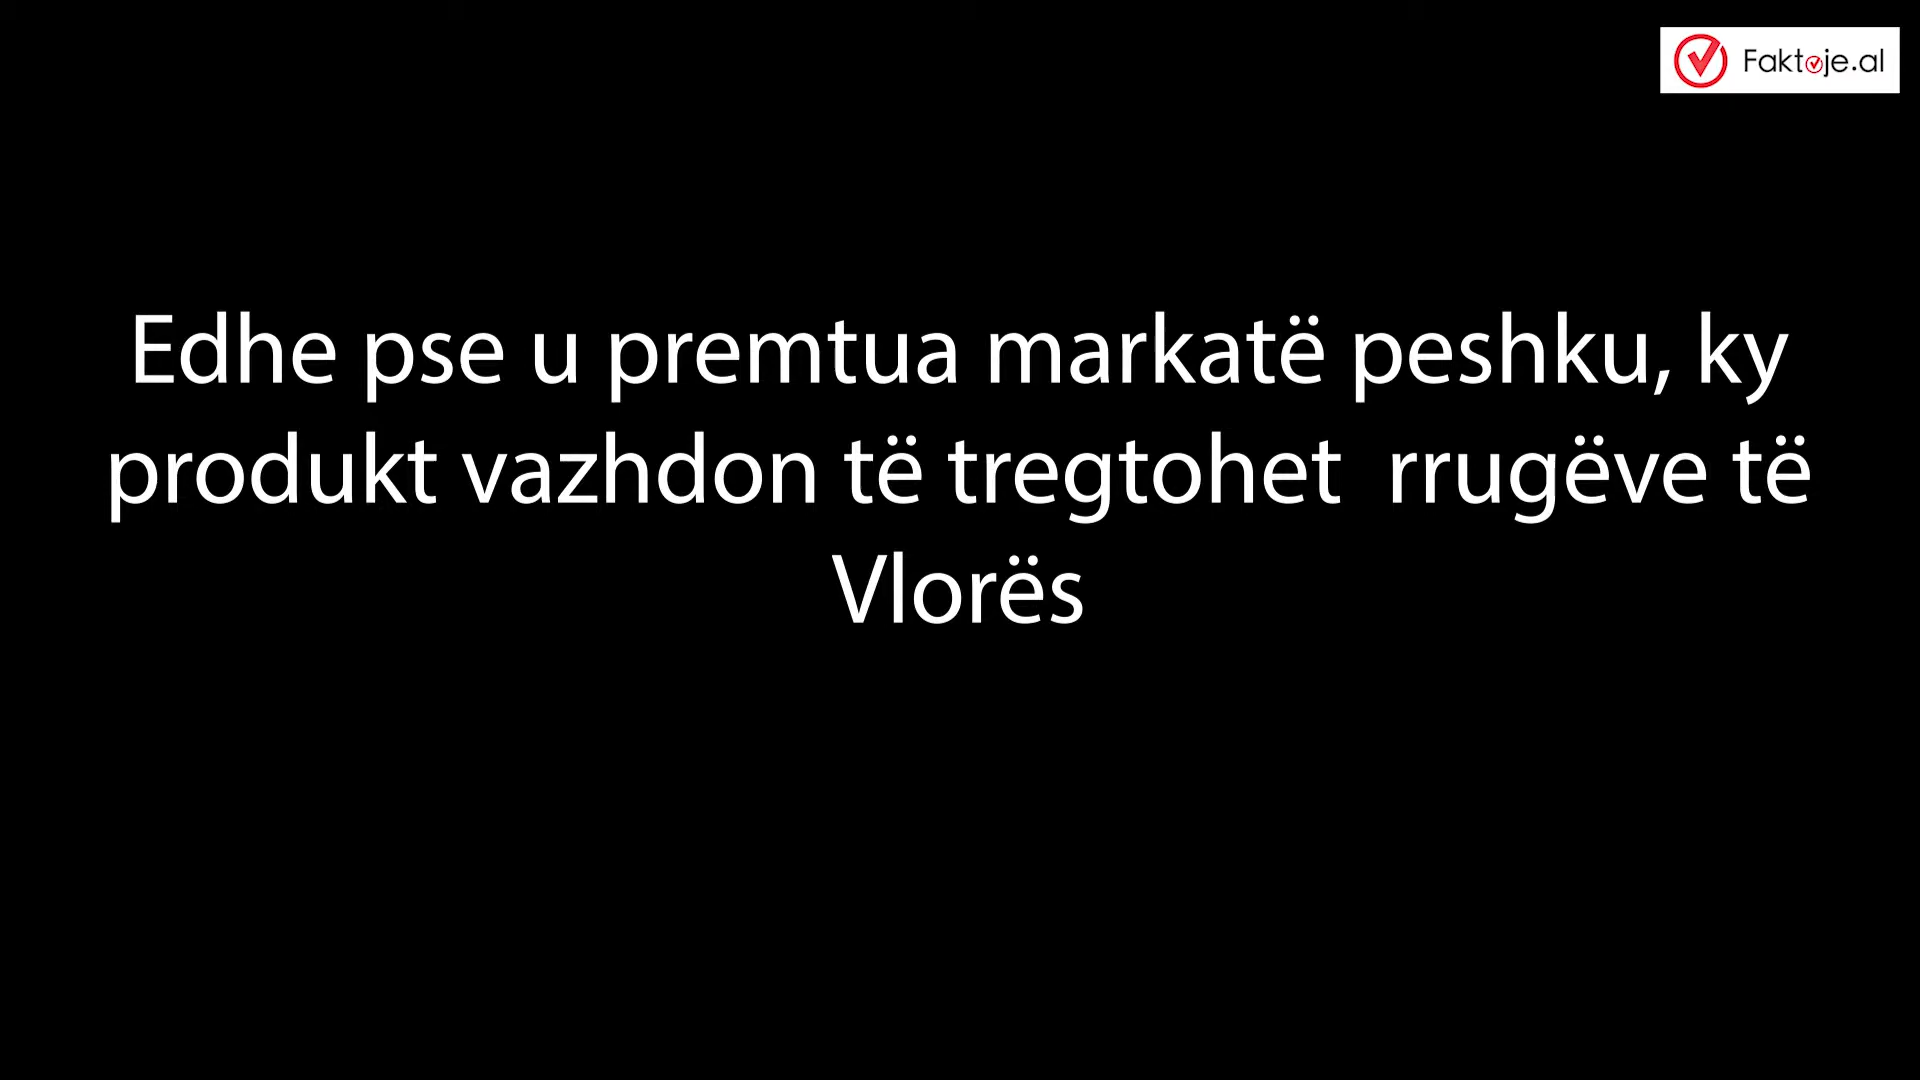 Faktoje.al
Edhe pse u premtua markatë peshku, ky
produkt vazhdon të tregtohet  rrugëve të
Vlorës